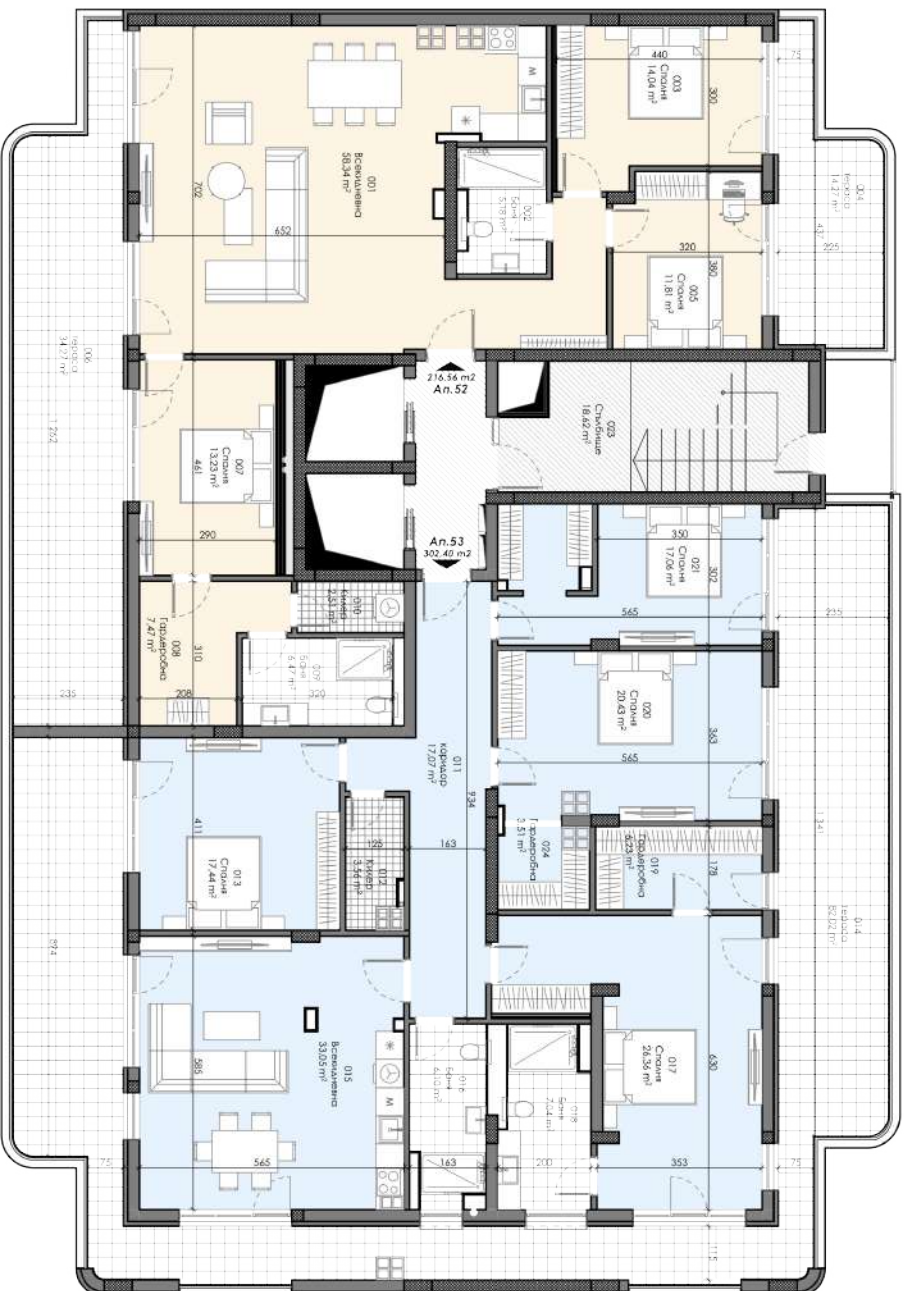 001
Всекидневна
58.34 m²
702
652
002
Баня
5.18 m²
003
Спалня
14.04 m²
440
300
75
004
тераса
14.27 m²
437
225
005
Спалня
11.81 m²
320
380
006
тераса
34.27 m²
1 262
235
007
Спалня
13.23 m²
461
290
008
Гардеробна
7.47 m²
310
208
009
Баня
6.47 m²
320
010
Килер
2.51 m²
216.56 m2
Ап.52
Ап.53
302.40 m2
023
Стълбище
18.62 m²
011
коридор
17.07 m²
934
163
012
Килер
3.56 m²
125
013
Спалня
17.44 m²
411
894
014
тераса
82.02 m²
1 341
235
015
Всекидневна
33.05 m²
585
565
М
М
016
Баня
6.10 m²
163
017
Спалня
26.36 m²
630
353
018
Баня
7.04 m²
200
019
Гардеробна
6.23 m²
178
020
Спалня
20.43 m²
363
565
021
Спалня
17.06 m²
350
302
565
024
Гардеробна
3.51 m²
75
75
115